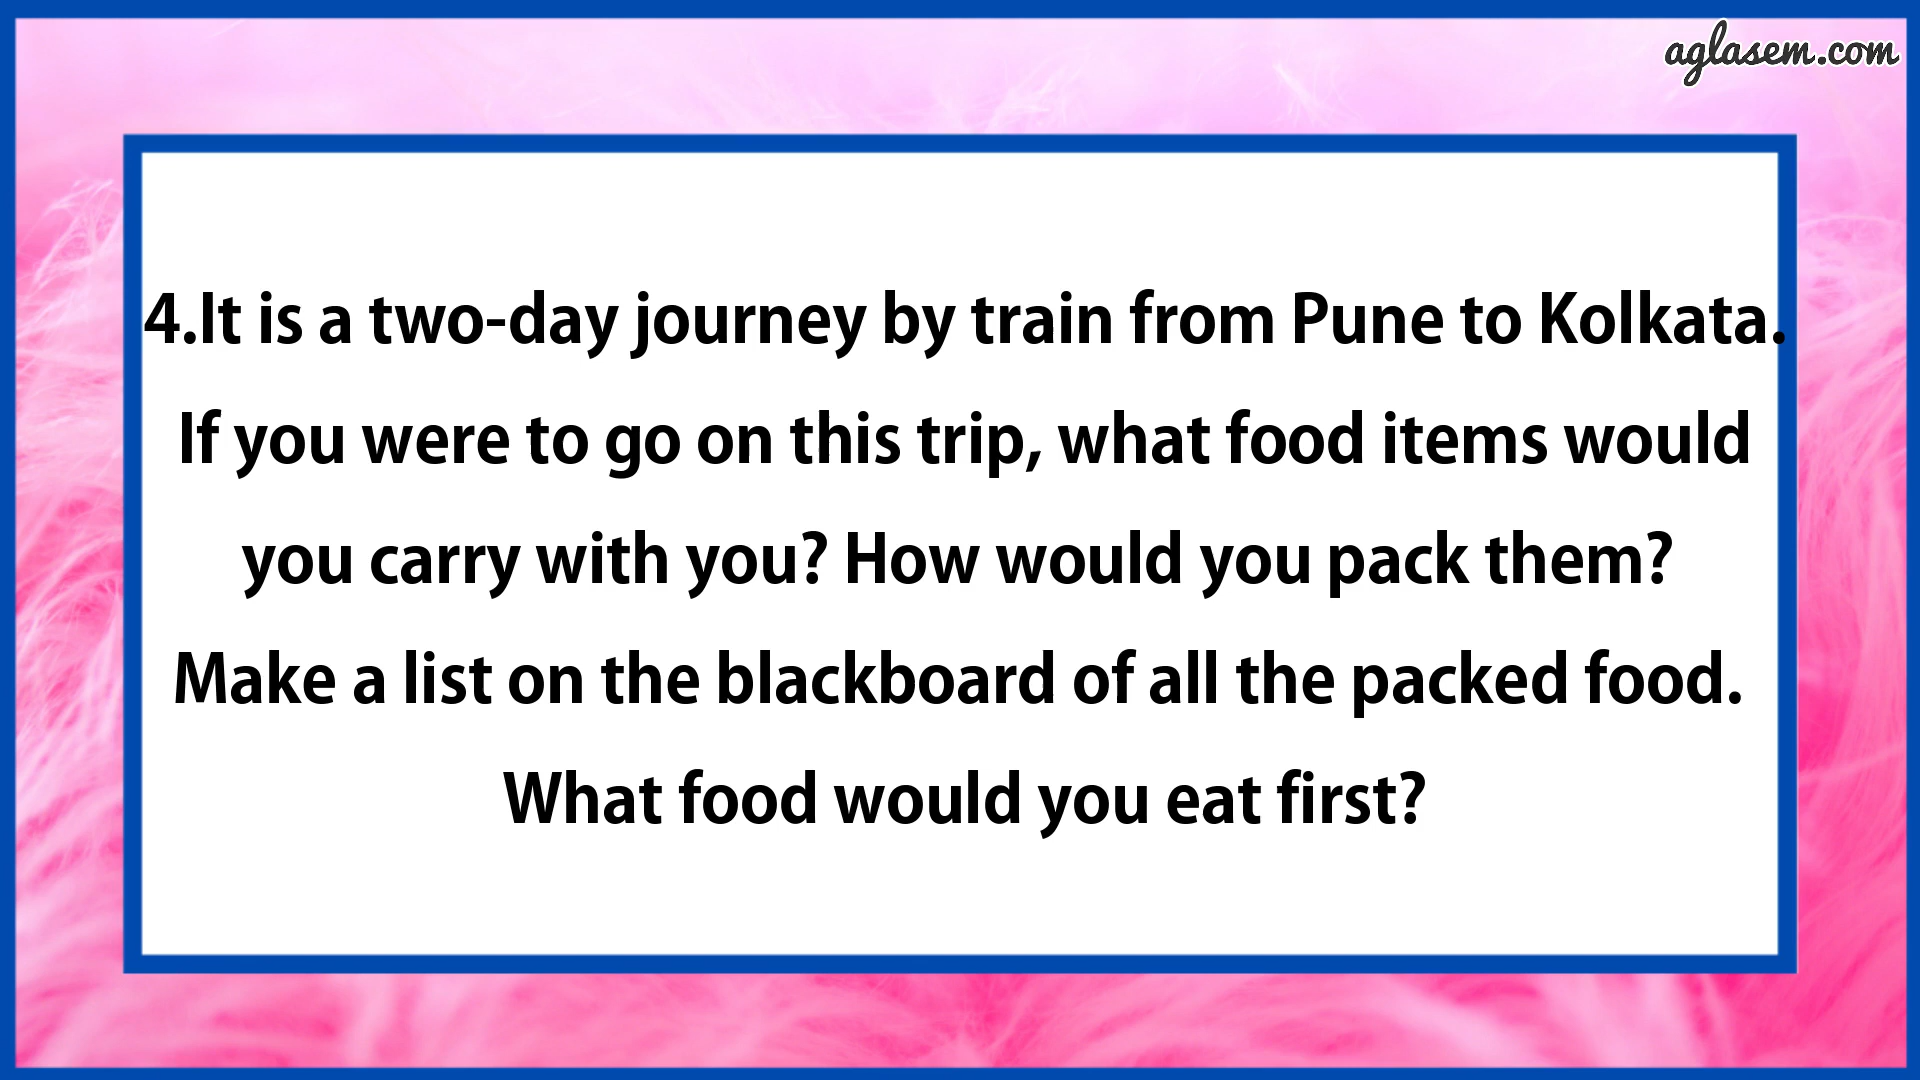 aglasem.com
4.It is a two-day journey by train from Pune to Kolkata.
If you were to go on this trip, what food items would
you carry with you? How would you pack them?
Make a list on the blackboard of all the packed food.
What food would you eat first?